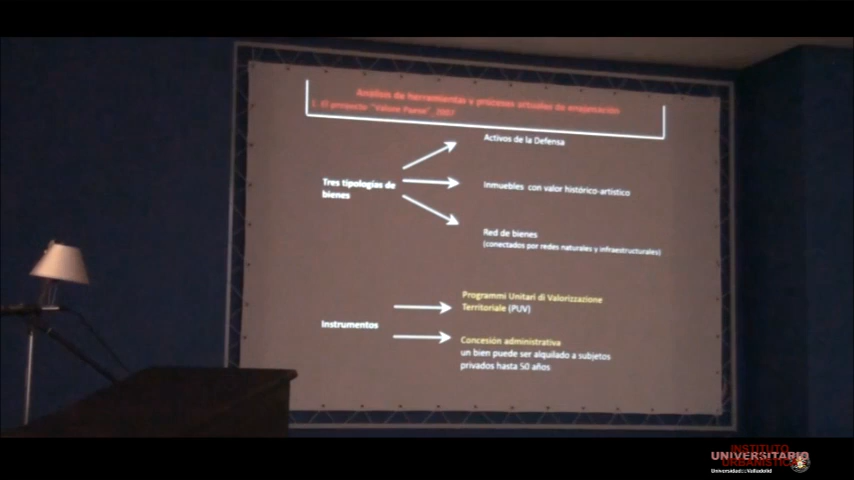 Análisis de herramientas y procesos actuales de enajenación
1. El proyecto "Valore Paese", 2007
Activos de la Defensa
Tres tipologías de
bienes
Inmuebles con valor histórico-artístico
Red de bienes
(conectados por redes naturales y infraestructurales)
Programmi Unitari di Valorizzazione
Territoriale (PUV)
Instrumentos
Concesión administrativa
un bien puede ser alquilado a subjetos
privados hasta 50 años
INSTITUTO
UNIVERSITARIO
URBANÍSTICA
Universidad de Valladolid